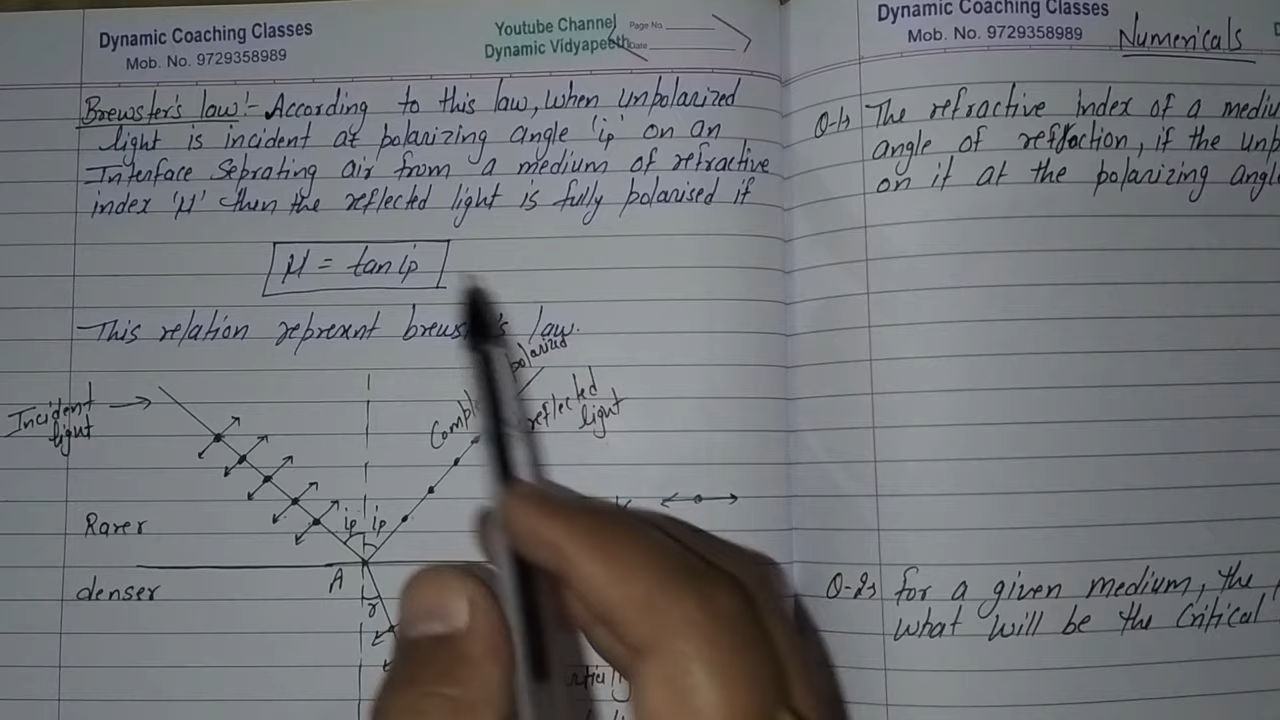 Dynamic Coaching Classes
Mob. No. 9729358989
Youtube Channel
Dynamic Vidyapeeth
Page No.
Date
Brewster's law:- According to this law, when unpolarized
light is incident at polarizing angle 'ip' on an
Interface Seprating air from a medium of refractive
index 'μ' then the reflected light is fully polarised if
μ = tan ip
This relation represent law.
polarized
reflected
light
Incident
light
ip ip
Rarer
A
denser
r
Dynamic Coaching Classes
Mob. No. 9729358989
Numericals
Q-1> The refractive index of a
angle of refraction, if the
on it at the polarizing
Q-2> for a given medium, the
what will be the critical